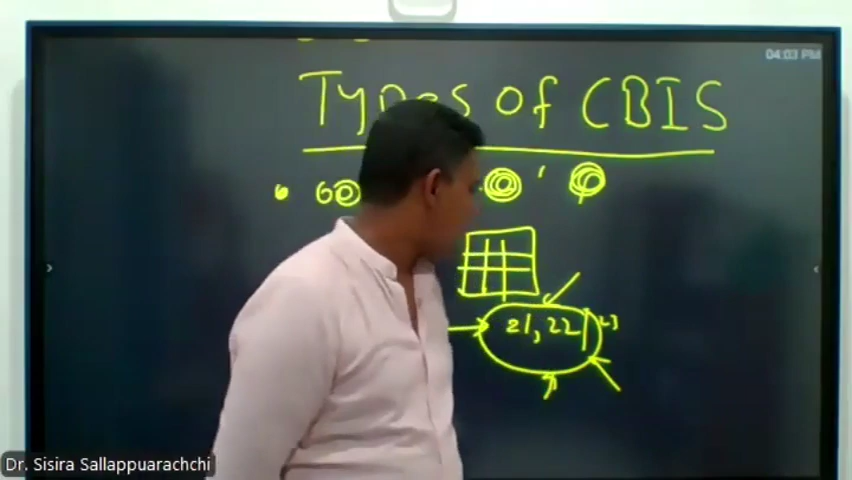 04:03 PM
Types of CBIS
21, 22
Dr. Sisira Sallappuarachchi